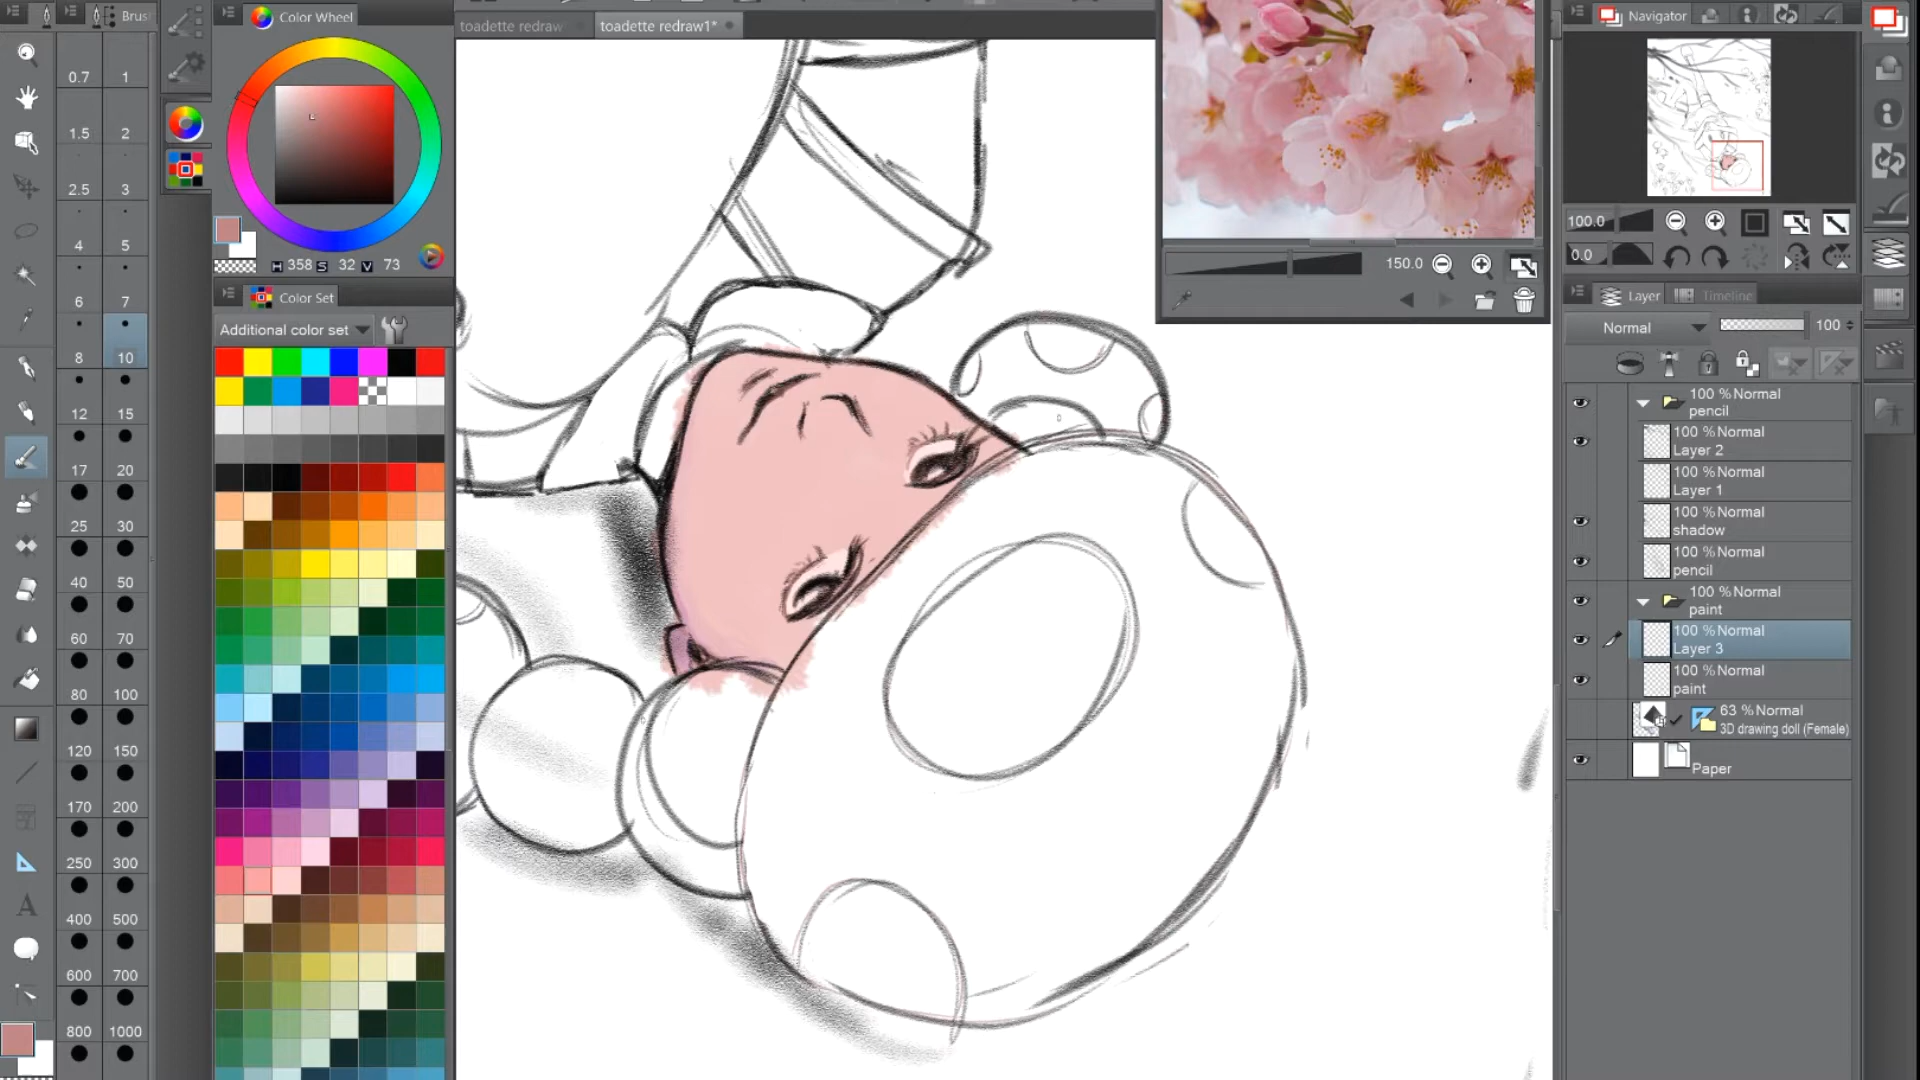 Brus
Color Wheel
toadette redraw
toadette redraw1*
Navigator
0.7 1
1.5 2
2.5 3
4 5
6 7
8 10
12 15
17 20
25 30
40 50
60 70
80 100
120 150
170 200
250 300
400 500
600 700
800 1000
H 358 S 32 V 73
Color Set
Additional color set
150.0
100.0
0.0
Layer
Timeline
Normal
100
100 % Normal
pencil
100 % Normal
Layer 2
100 % Normal
Layer 1
100 % Normal
shadow
100 % Normal
pencil
100 % Normal
paint
100 % Normal
Layer 3
100 % Normal
paint
63 % Normal
3D drawing doll (Female)
Paper